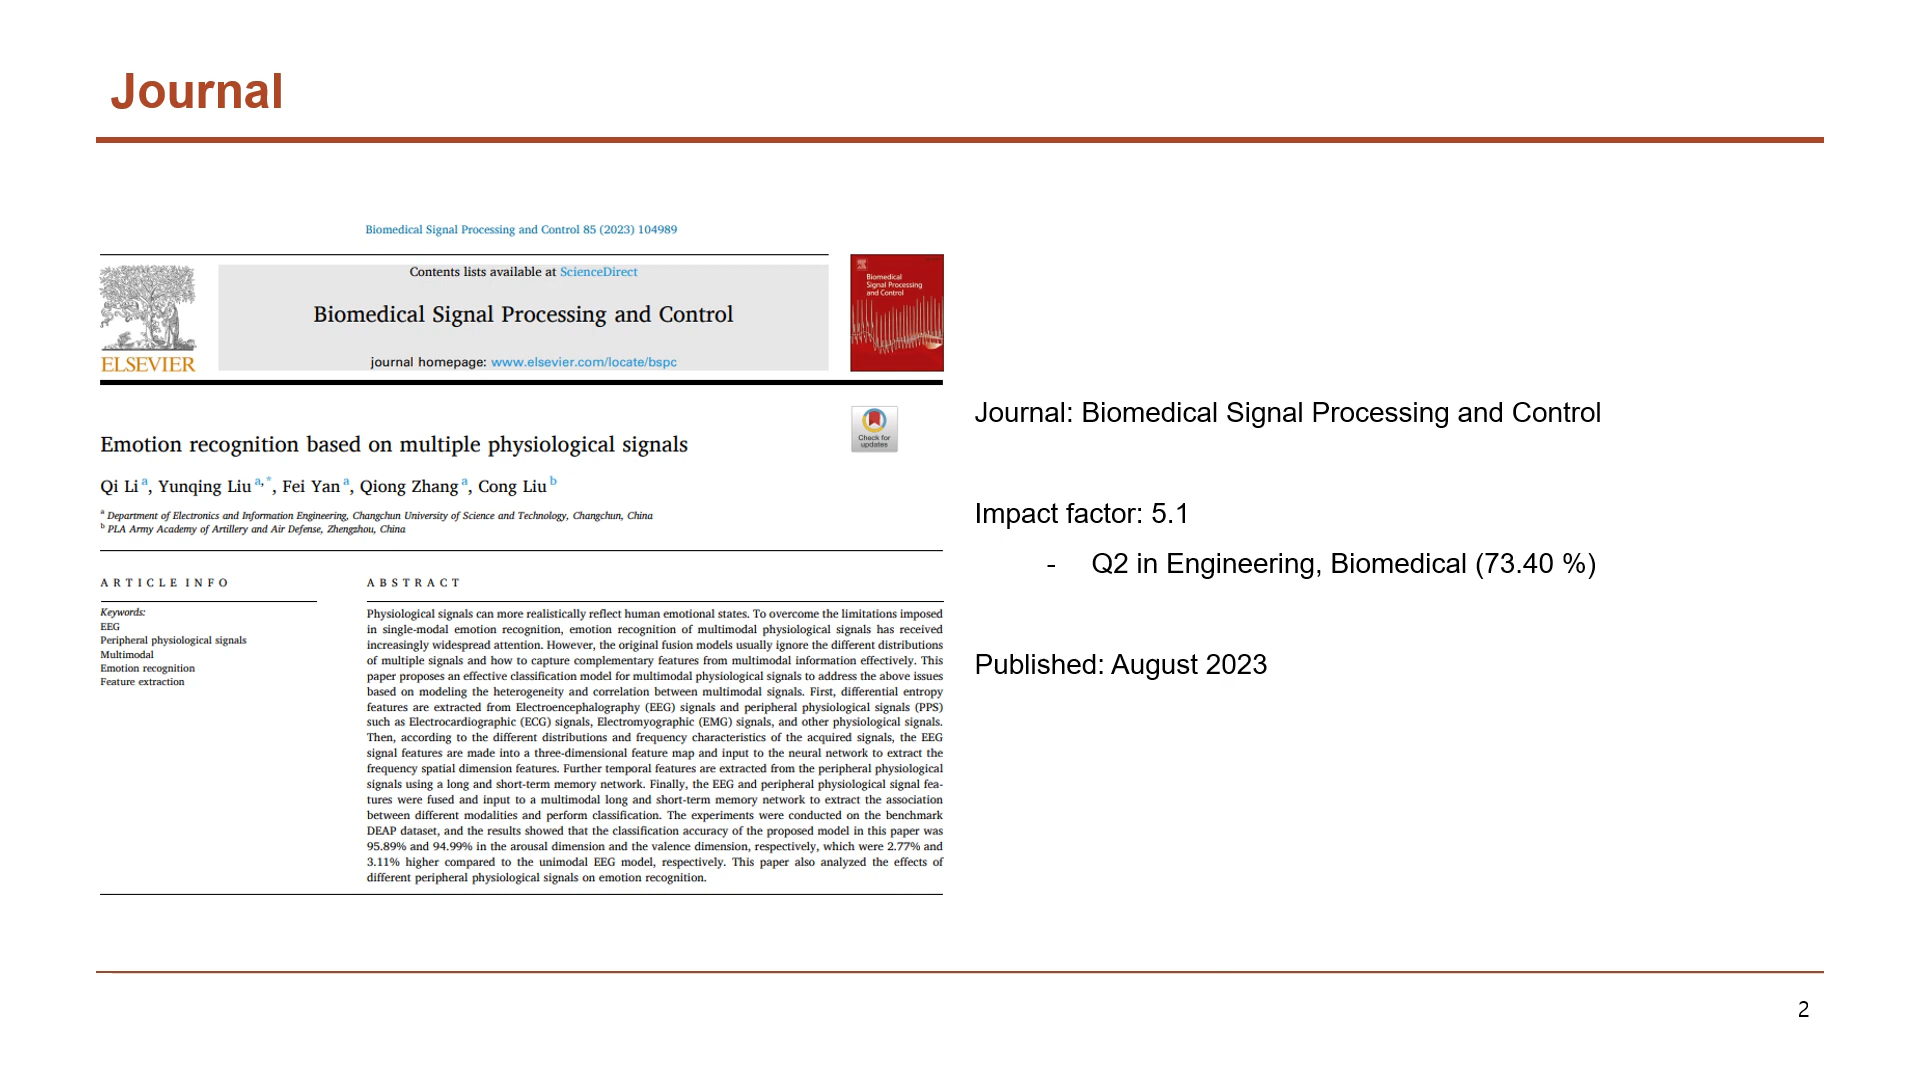 Journal
Biomedical Signal Processing and Control 85 (2023) 104989
Contents lists available at ScienceDirect
Biomedical Signal Processing and Control
journal homepage: www.elsevier.com/locate/bspc
ELSEVIER
Biomedical
Signal Processing
and Control
Check for
updates
Emotion recognition based on multiple physiological signals
Qi Li a, Yunqing Liu a,*, Fei Yan a, Qiong Zhang a, Cong Liu b
a Department of Electronics and Information Engineering, Changchun University of Science and Technology, Changchun, China
b PLA Army Academy of Artillery and Air Defense, Zhengzhou, China
ARTICLE INFO
Keywords:
EEG
Peripheral physiological signals
Multimodal
Emotion recognition
Feature extraction
ABSTRACT
Physiological signals can more realistically reflect human emotional states. To overcome the limitations imposed
in single-modal emotion recognition, emotion recognition of multimodal physiological signals has received
increasingly widespread attention. However, the original fusion models usually ignore the different distributions
of multiple signals and how to capture complementary features from multimodal information effectively. This
paper proposes an effective classification model for multimodal physiological signals to address the above issues
based on modeling the heterogeneity and correlation between multimodal signals. First, differential entropy
features are extracted from Electroencephalography (EEG) signals and peripheral physiological signals (PPS)
such as Electrocardiographic (ECG) signals, Electromyographic (EMG) signals, and other physiological signals.
Then, according to the different distributions and frequency characteristics of the acquired signals, the EEG
signal features are made into a three-dimensional feature map and input to the neural network to extract the
frequency spatial dimension features. Further temporal features are extracted from the peripheral physiological
signals using a long and short-term memory network. Finally, the EEG and peripheral physiological signal fea-
tures were fused and input to a multimodal long and short-term memory network to extract the association
between different modalities and perform classification. The experiments were conducted on the benchmark
DEAP dataset, and the results showed that the classification accuracy of the proposed model in this paper was
95.89% and 94.99% in the arousal dimension and the valence dimension, respectively, which were 2.77% and
3.11% higher compared to the unimodal EEG model, respectively. This paper also analyzed the effects of
different peripheral physiological signals on emotion recognition.
Journal: Biomedical Signal Processing and Control
Impact factor: 5.1
- Q2 in Engineering, Biomedical (73.40 %)
Published: August 2023
2